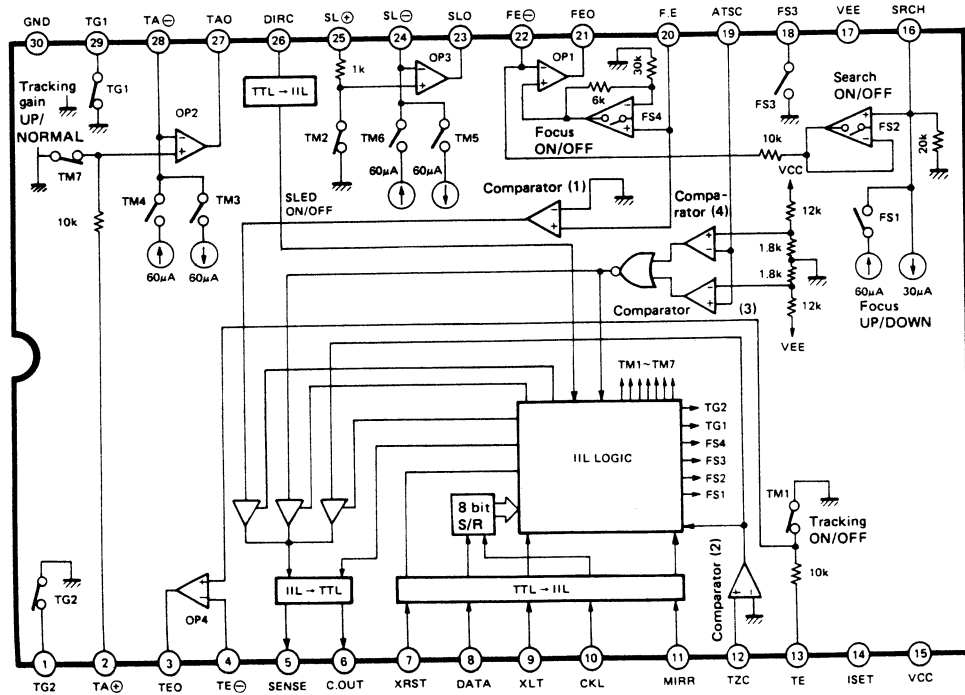 GND TG1 TA⊖ TAO DIRC SL⊕ SL⊖ SLO FE⊖ FEO F.E ATSC FS3 VEE SRCH
30 29 28 27 26 25 24 23 22 21 20 19 18 17 16
Tracking
gain
UP/
NORMAL
TG1
TM7
10k
OP2
TM4
TM3
60μA
60μA
TTL → IIL
SLED
ON/OFF
1k
TM2
OP3
TM6
TM5
60μA
60μA
OP1
30k
6k
FS4
Focus
ON/OFF
Comparator (1)
FS3
Search
ON/OFF
FS2
10k
20k
VCC
12k
1.8k
1.8k
12k
VEE
Compa-
rator (4)
Comparator (3)
FS1
60μA
30μA
Focus
UP/DOWN
TM1~TM7
IIL LOGIC
TG2
TG1
FS4
FS3
FS2
FS1
8 bit
S/R
TM1
Tracking
ON/OFF
10k
Comparator (2)
TG2
OP4
IIL → TTL
TTL → IIL
1 2 3 4 5 6 7 8 9 10 11 12 13 14 15
TG2 TA⊕ TEO TE⊖ SENSE C.OUT XRST DATA XLT CKL MIRR TZC TE ISET VCC